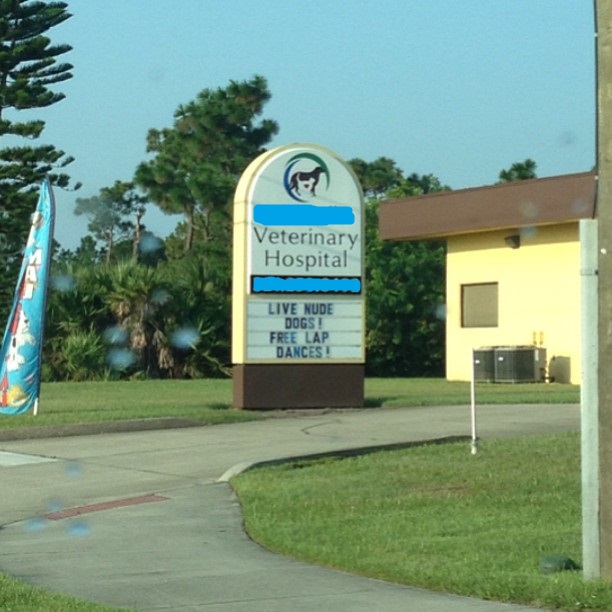 Veterinary
Hospital
LIVE NUDE
DOGS!
FREE LAP
DANCES!